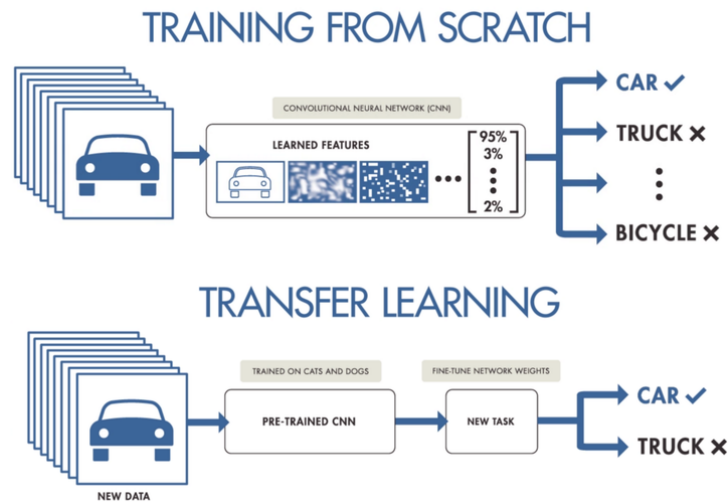 TRAINING FROM SCRATCH
CONVOLUTIONAL NEURAL NETWORK (CNN)
LEARNED FEATURES
95%
3%
2%
CAR
TRUCK
BICYCLE
TRANSFER LEARNING
TRAINED ON CATS AND DOGS
FINE-TUNE NETWORK WEIGHTS
PRE-TRAINED CNN
NEW TASK
CAR
TRUCK
NEW DATA